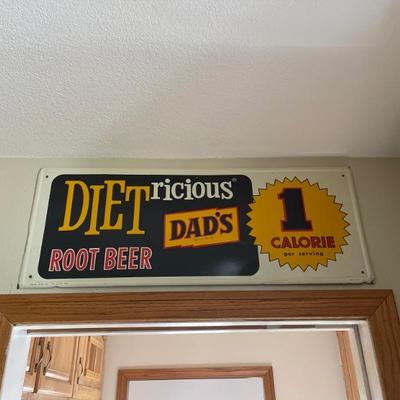 DIETricious®
DAD'S
ROOT BEER
1
CALORIE
per serving